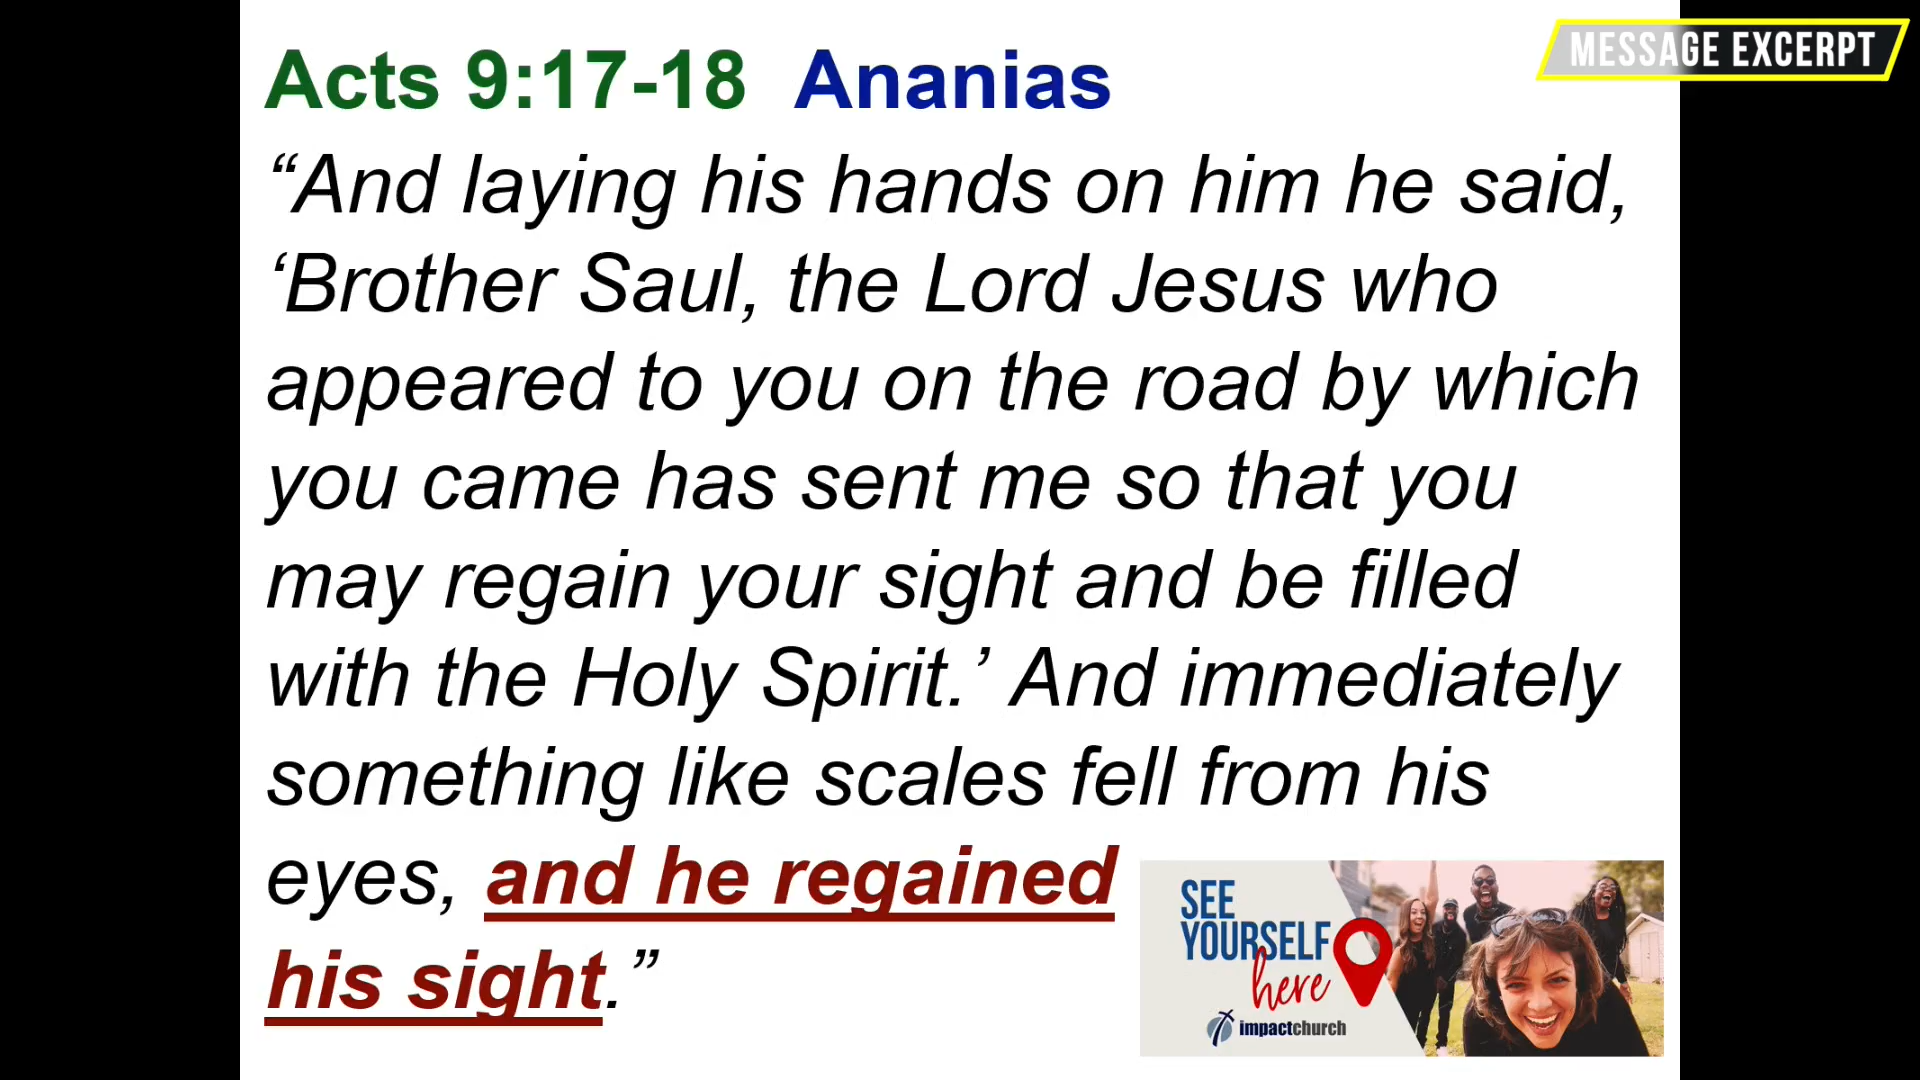 MESSAGE EXCERPT
Acts 9:17-18 Ananias
“And laying his hands on him he said,
‘Brother Saul, the Lord Jesus who
appeared to you on the road by which
you came has sent me so that you
may regain your sight and be filled
with the Holy Spirit.’ And immediately
something like scales fell from his
eyes, and he regained
his sight.”
SEE
YOURSELF
here
impactchurch